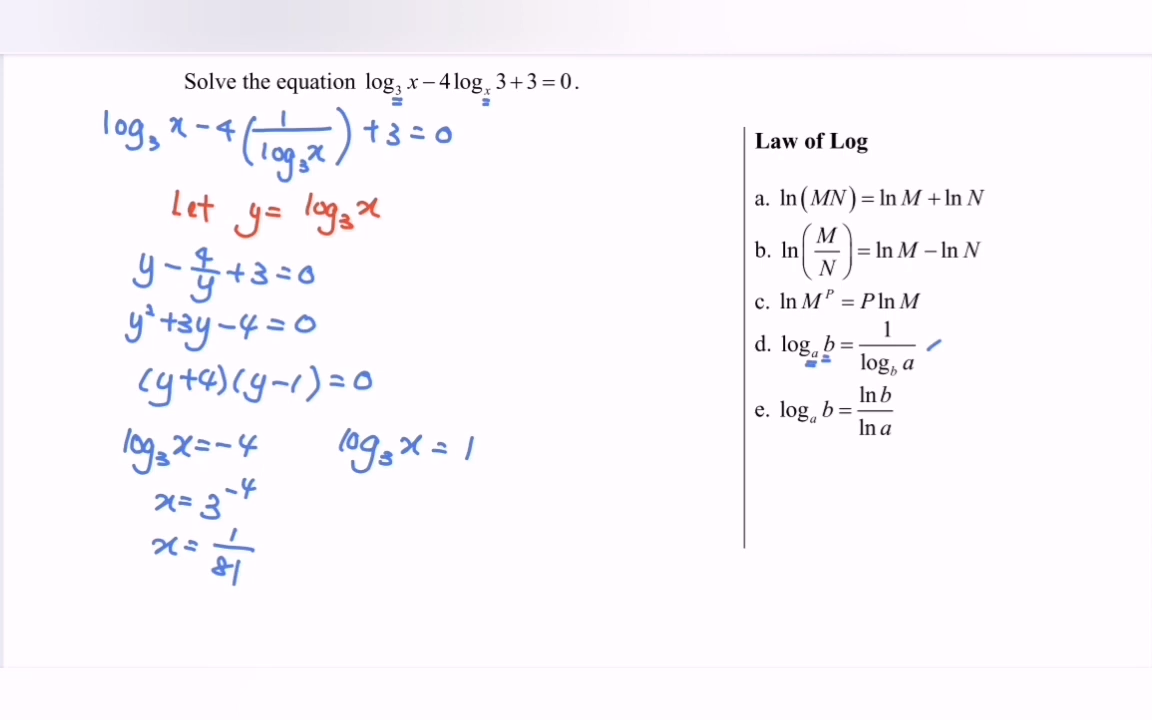 Solve the equation log₃ x − 4 logₓ 3 + 3 = 0.
log₃ x − 4(1/log₃ x) + 3 = 0
Let y = log₃ x
y − 4/y + 3 = 0
y² + 3y − 4 = 0
(y+4)(y−1) = 0
log₃ x = −4 log₃ x = 1
x = 3⁻⁴
x = 1/81
Law of Log
a. ln(MN) = ln M + ln N
b. ln(M/N) = ln M − ln N
c. ln Mᴾ = P ln M
d. logₐ b = 1/log_b a
e. logₐ b = ln b/ln a